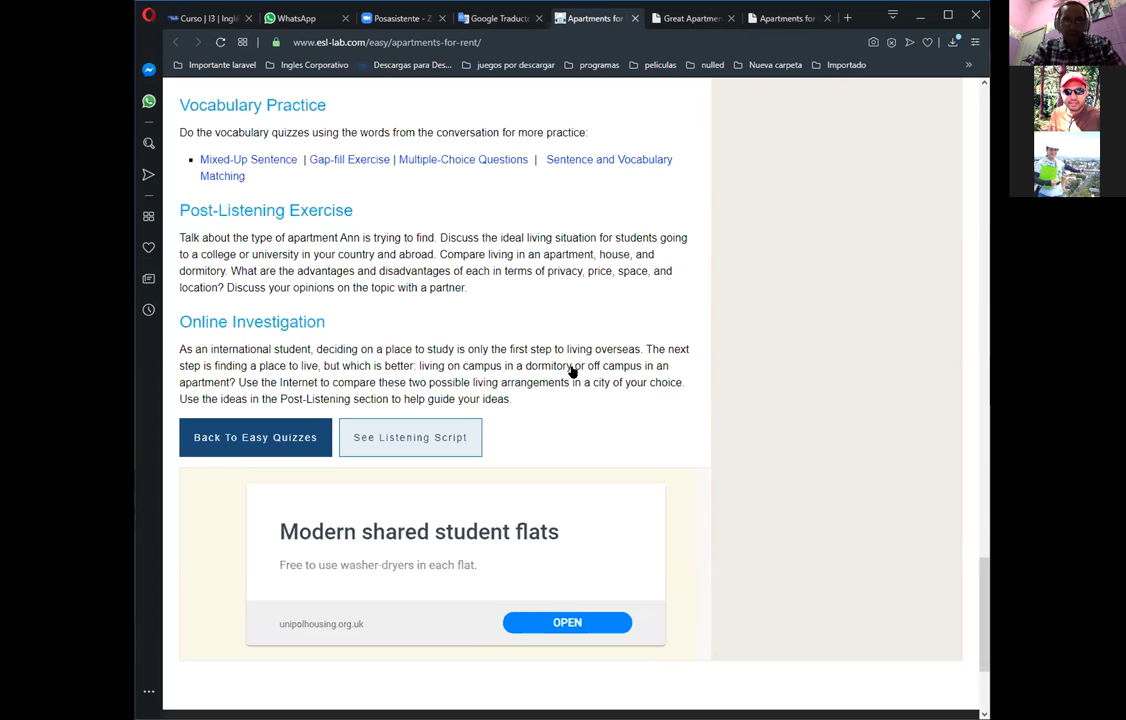 Curso | I3 | Inglé
WhatsApp
Posasistente - Z
Google Traducto
Apartments for
Great Apartmen
Apartments for
www.esl-lab.com/easy/apartments-for-rent/
Importante laravel
Ingles Corporativo
Descargas para Des...
juegos por descargar
programas
peliculas
nulled
Nueva carpeta
Importado
»
Vocabulary Practice
Do the vocabulary quizzes using the words from the conversation for more practice:
Mixed-Up Sentence | Gap-fill Exercise | Multiple-Choice Questions | Sentence and Vocabulary
Matching
Post-Listening Exercise
Talk about the type of apartment Ann is trying to find. Discuss the ideal living situation for students going
to a college or university in your country and abroad. Compare living in an apartment, house, and
dormitory. What are the advantages and disadvantages of each in terms of privacy, price, space, and
location? Discuss your opinions on the topic with a partner.
Online Investigation
As an international student, deciding on a place to study is only the first step to living overseas. The next
step is finding a place to live, but which is better: living on campus in a dormitory or off campus in an
apartment? Use the Internet to compare these two possible living arrangements in a city of your choice.
Use the ideas in the Post-Listening section to help guide your ideas.
Back To Easy Quizzes
See Listening Script
Modern shared student flats
Free to use washer-dryers in each flat.
unipolhousing.org.uk
OPEN